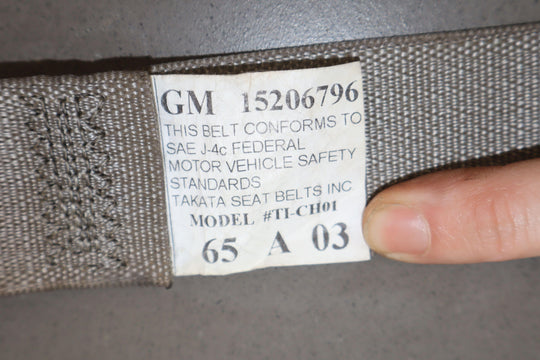 GM 15206796
THIS BELT CONFORMS TO
SAE J-4c FEDERAL
MOTOR VEHICLE SAFETY
STANDARDS
TAKATA SEAT BELTS INC.
MODEL #TI-CH01
65 A 03